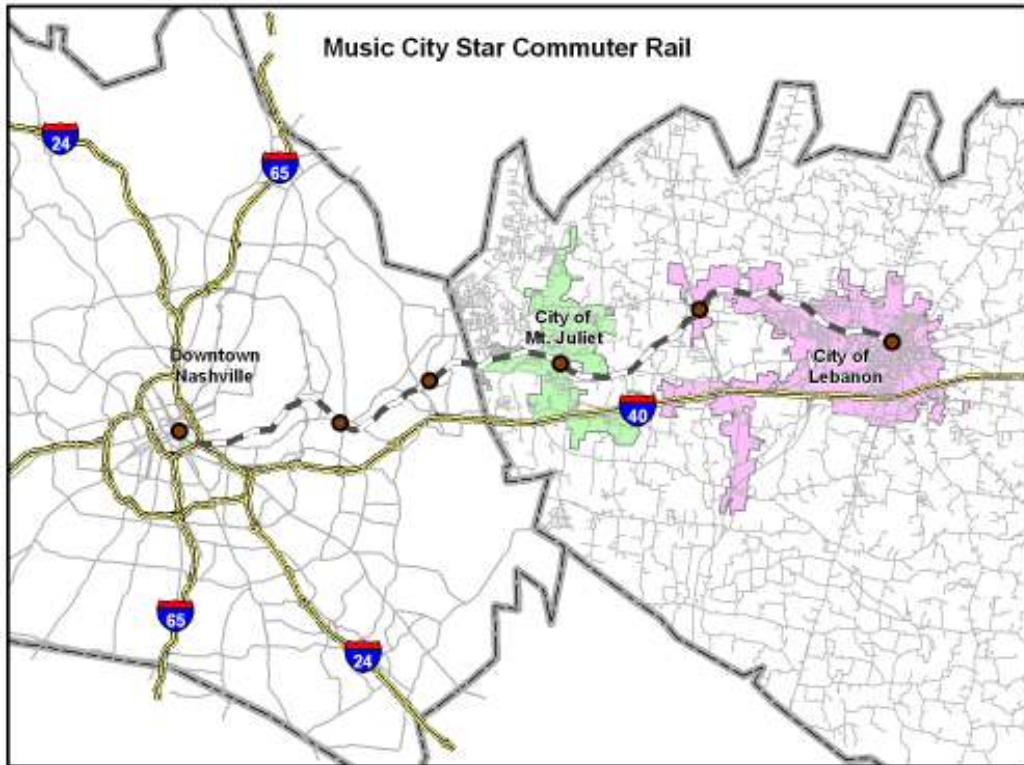 Music City Star Commuter Rail
24
65
City of
Mt. Juliet
Downtown
Nashville
City of
Lebanon
40
65
24